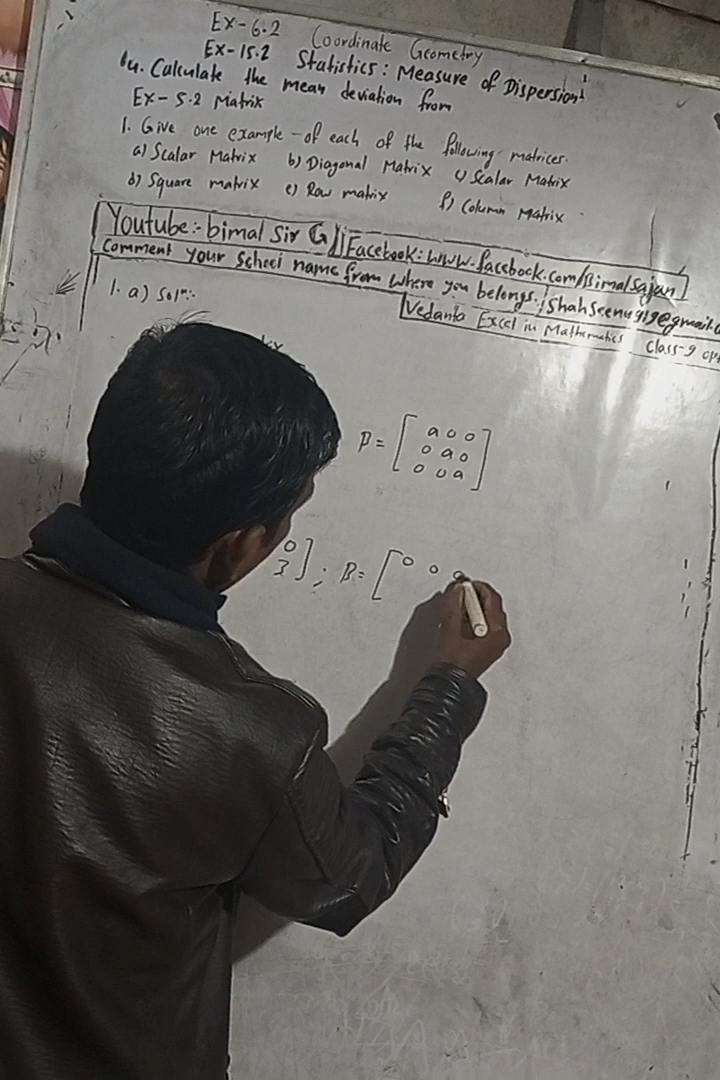 Ex-6.2 Coordinate Geometry
Ex-15.2 Statistics: Measure of Dispersion
4. Calculate the mean deviation from
Ex-5.2 Matrix
1. Give one example of each of the following matrices.
a) Scalar Matrix b) Diagonal Matrix c) Scalar Matrix
d) Square matrix e) Row matrix f) Column Matrix
Youtube:- bimal Sir G || Facebook: www.facebook.com/Bimalsajan
Comment your School name from where you belongs.
Vedanta Excel in Mathematics Class-9
1. a) Solⁿ:-
P = [ a 0 0
0 a 0
0 0 a ]
0
3 ] ; B = [ 0 0 0